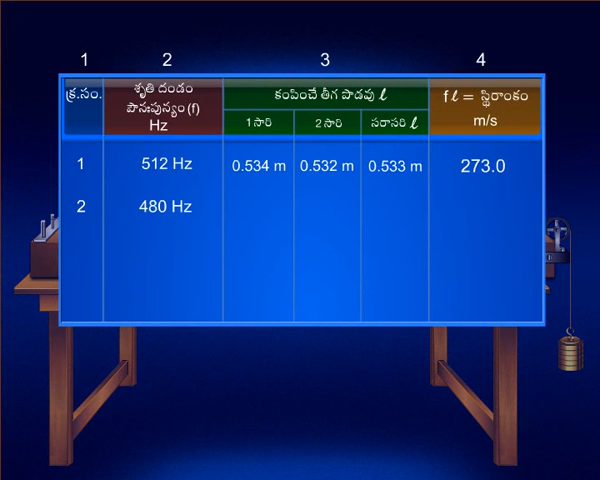 1 2 3 4
క్ర.సం. శృతి దండం పౌనఃపున్యం (f) Hz కంపించే తీగ పొడవు ℓ fℓ = స్థిరాంకం m/s
1 సారి 2 సారి సరాసరి ℓ
1 512 Hz 0.534 m 0.532 m 0.533 m 273.0
2 480 Hz